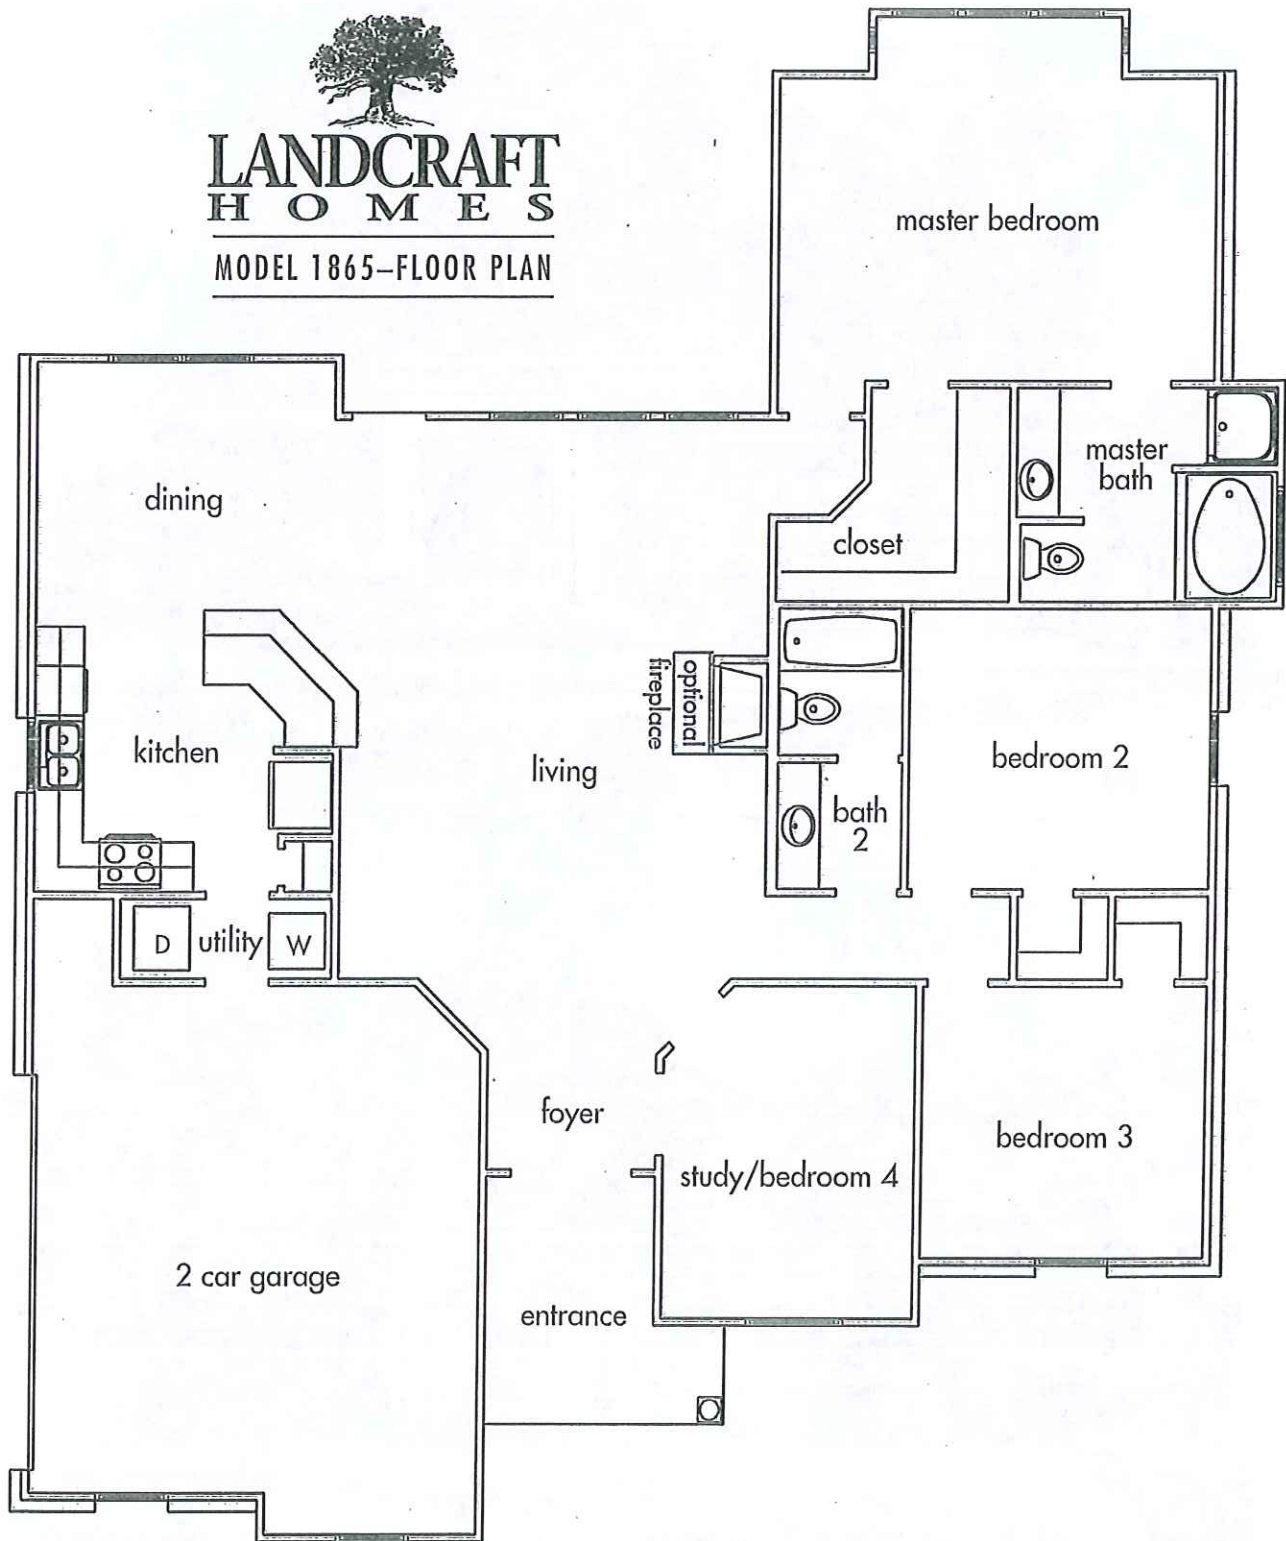 LANDCRAFT
HOMES
MODEL 1865–FLOOR PLAN
master bedroom
master
bath
dining
closet
optional
fireplace
kitchen
living
bedroom 2
bath
2
D
utility
W
foyer
bedroom 3
study/bedroom 4
2 car garage
entrance